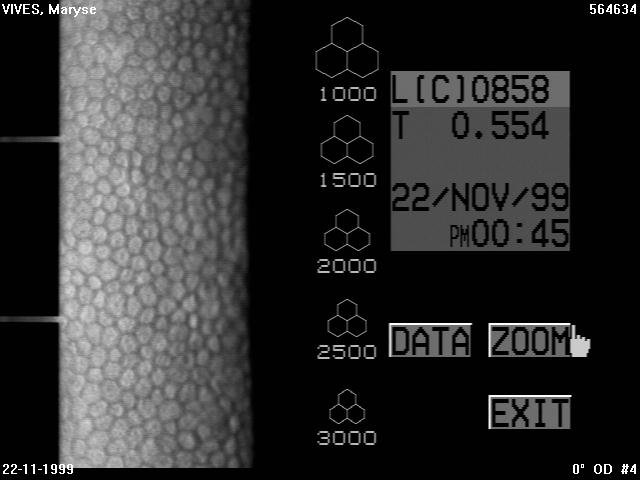 VIVES, Maryse
564634
1000
1500
2000
2500
3000
L[C]0858
T 0.554
22/NOV/99
PM00:45
DATA ZOOM
EXIT
22-11-1999
0° OD #4